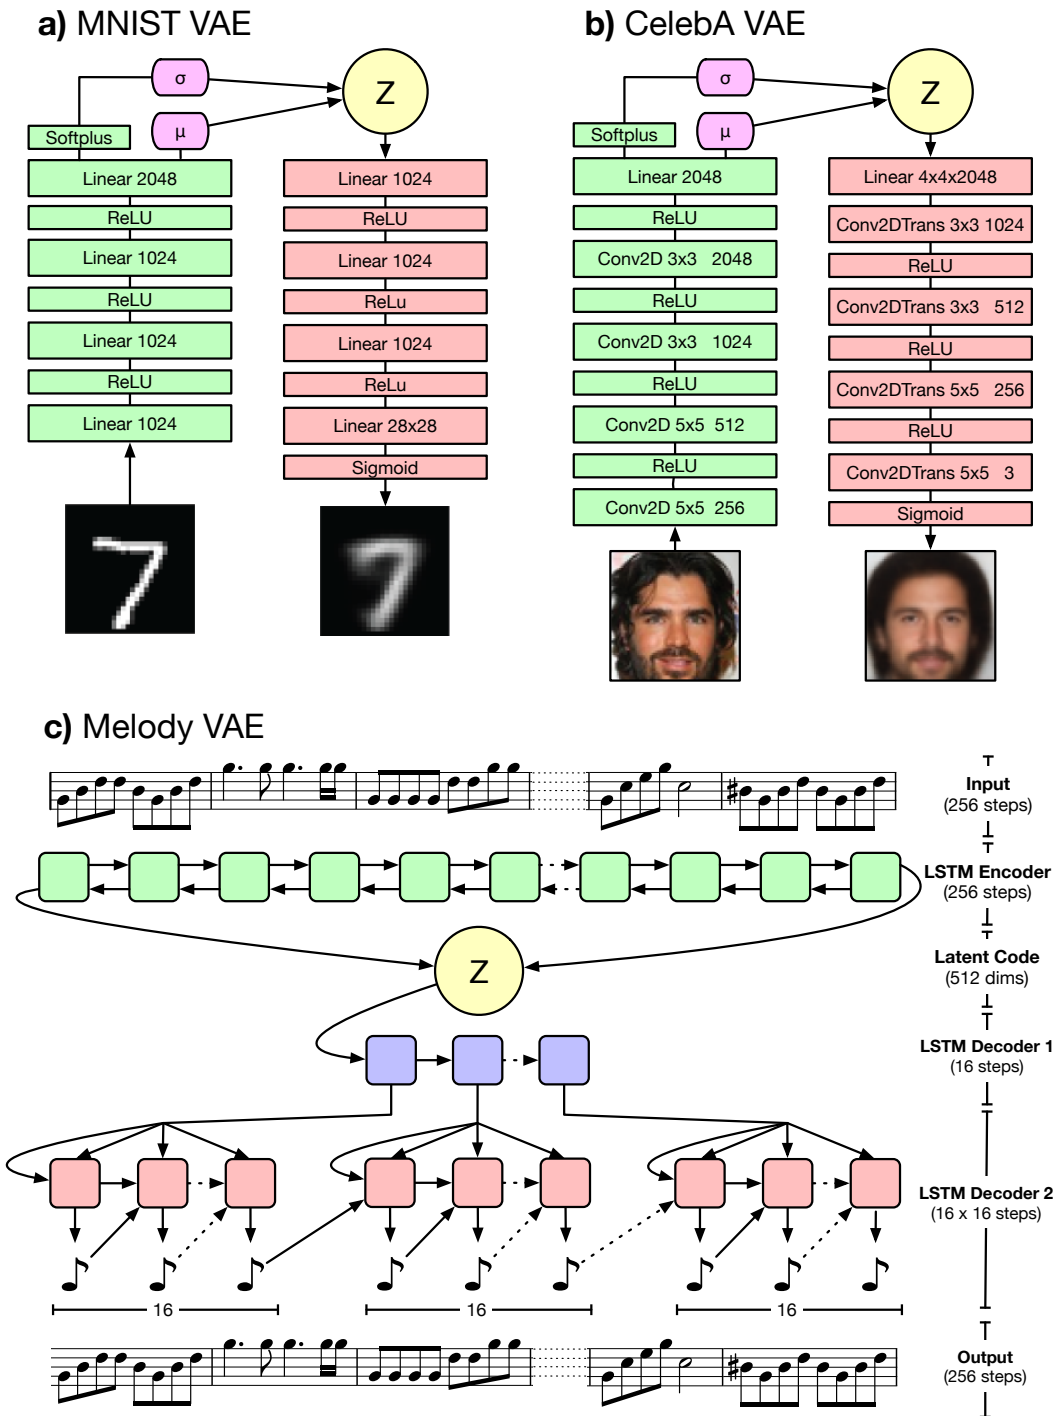 a) MNIST VAE
σ
μ
Z
Softplus
Linear 2048
ReLU
Linear 1024
ReLU
Linear 1024
ReLU
Linear 1024
Linear 1024
ReLU
Linear 1024
ReLu
Linear 1024
ReLu
Linear 28x28
Sigmoid
b) CelebA VAE
σ
μ
Z
Softplus
Linear 2048
ReLU
Conv2D 3x3 2048
ReLU
Conv2D 3x3 1024
ReLU
Conv2D 5x5 512
ReLU
Conv2D 5x5 256
Linear 4x4x2048
Conv2DTrans 3x3 1024
ReLU
Conv2DTrans 3x3 512
ReLU
Conv2DTrans 5x5 256
ReLU
Conv2DTrans 5x5 3
Sigmoid
c) Melody VAE
Input
(256 steps)
LSTM Encoder
(256 steps)
Z
Latent Code
(512 dims)
LSTM Decoder 1
(16 steps)
LSTM Decoder 2
(16 x 16 steps)
16
16
16
Output
(256 steps)